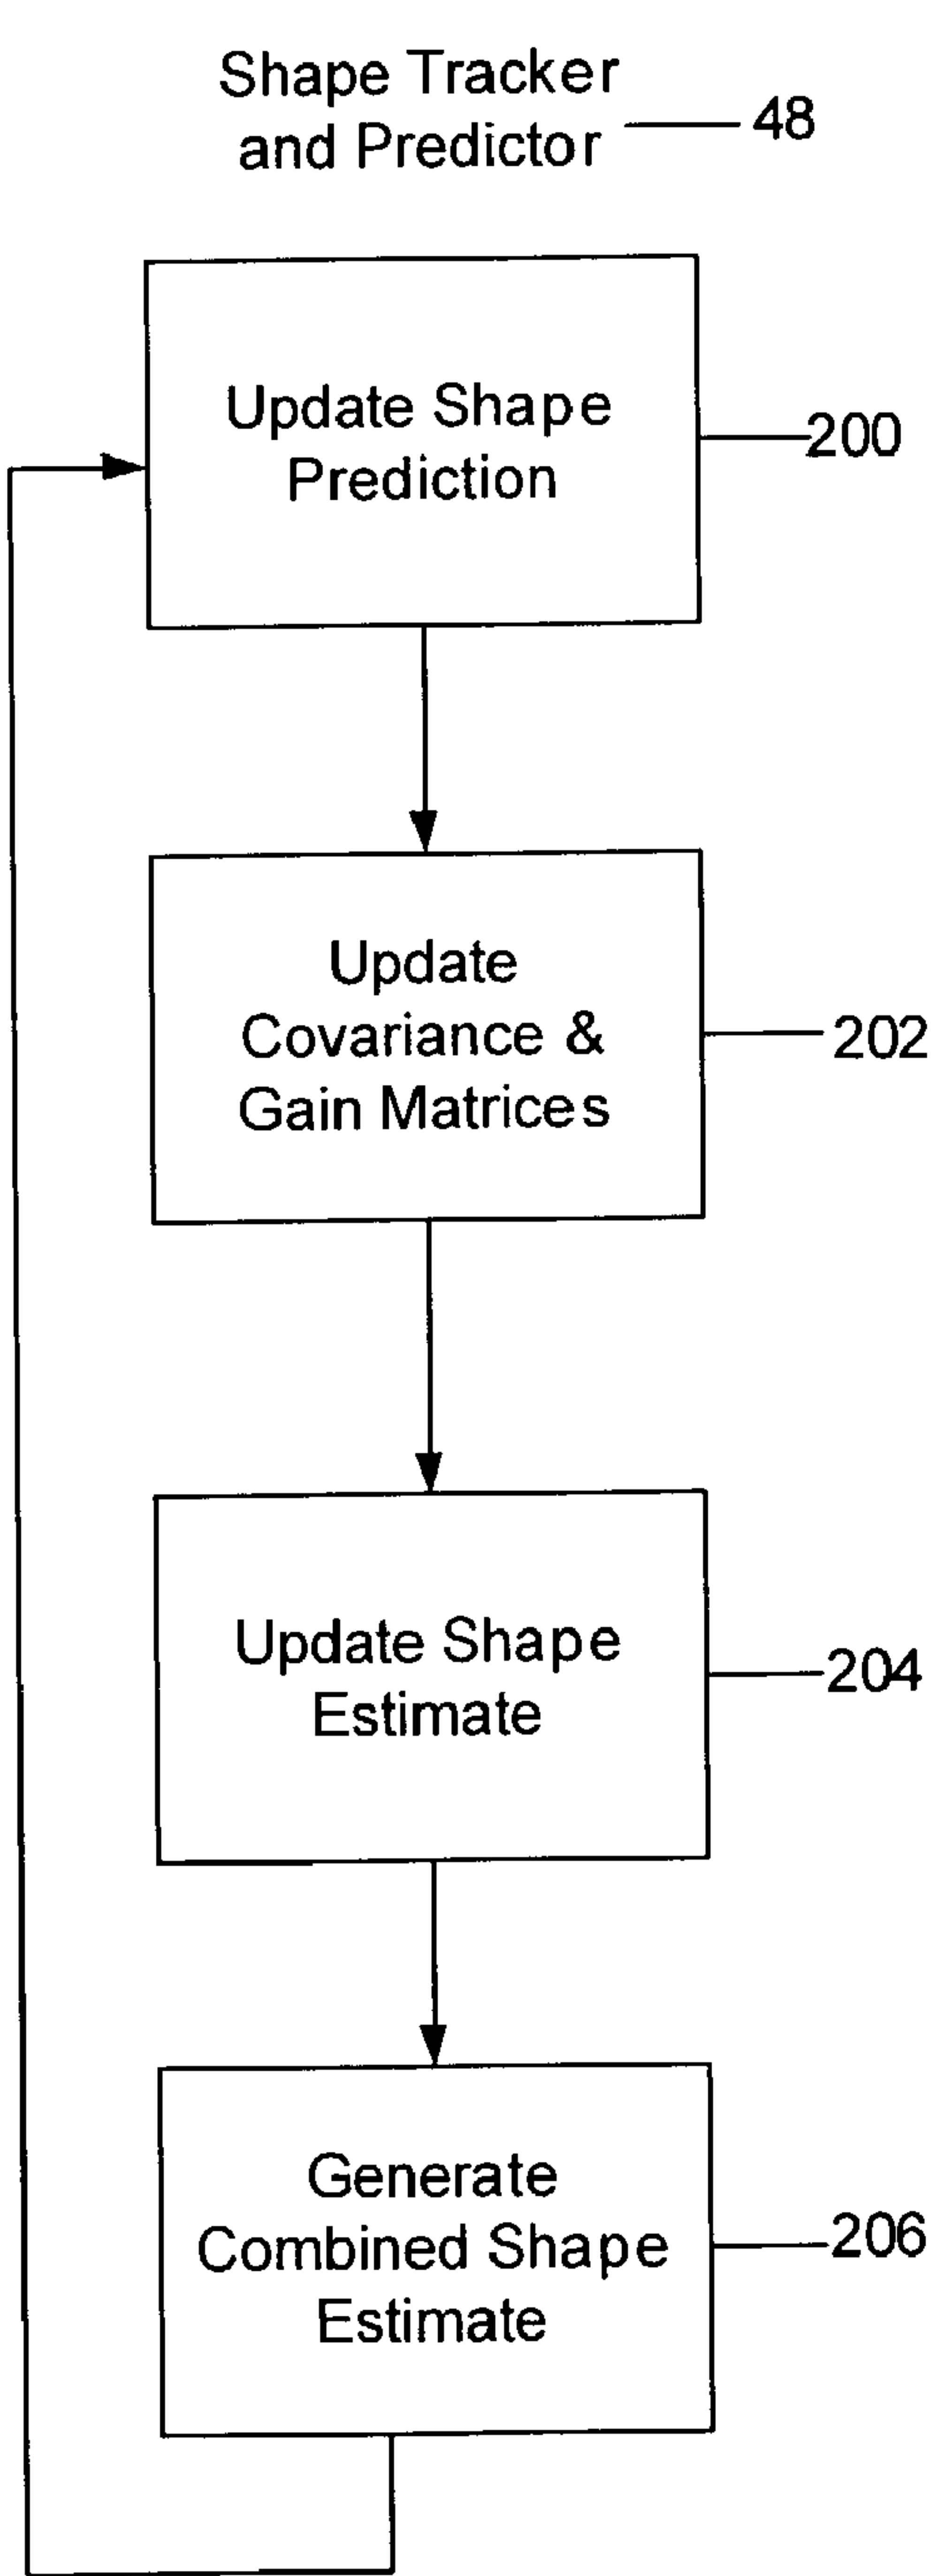 Shape Tracker
and Predictor
48
Update Shape
Prediction
200
Update
Covariance &
Gain Matrices
202
Update Shape
Estimate
204
Generate
Combined Shape
Estimate
206